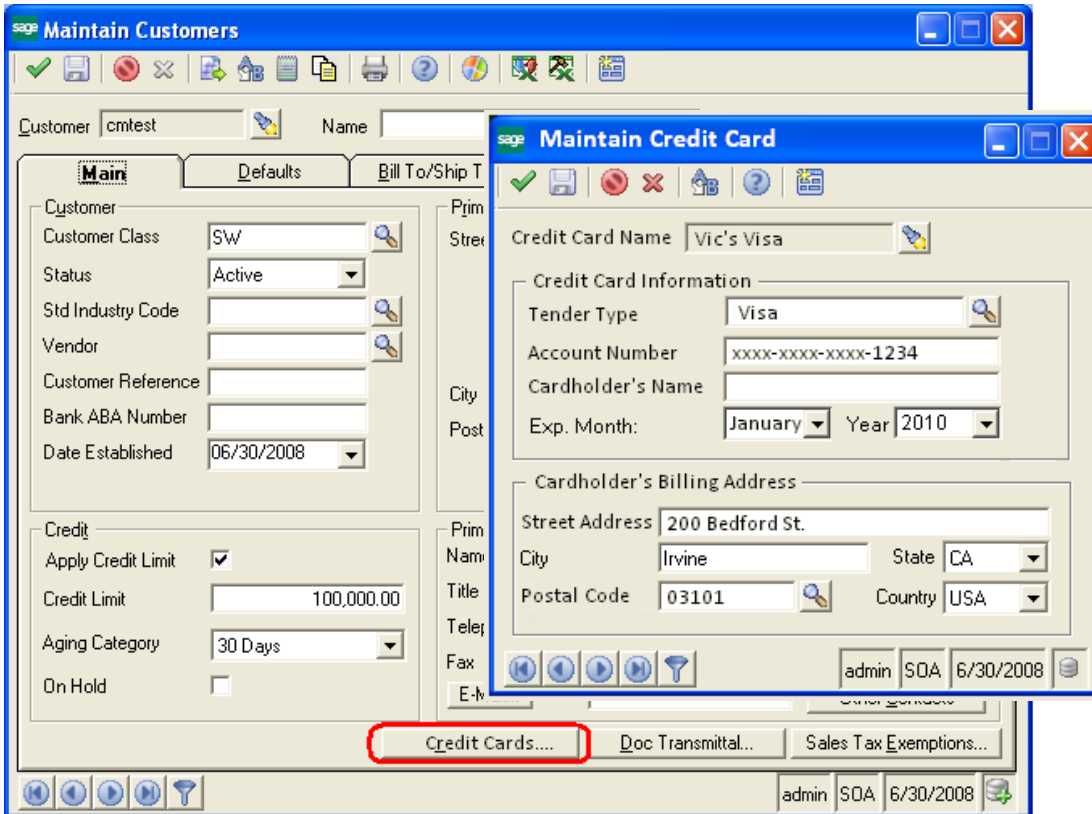 sage Maintain Customers
Customer cmtest Name
Main Defaults Bill To/Ship T
Customer
Customer Class SW
Status Active
Std Industry Code
Vendor
Customer Reference
Bank ABA Number
Date Established 06/30/2008
Credit
Apply Credit Limit
Credit Limit 100,000.00
Aging Category 30 Days
On Hold
Prim
Stree
City
Post
Prim
Name
Title
Telep
Fax
sage Maintain Credit Card
Credit Card Name Vic's Visa
Credit Card Information
Tender Type Visa
Account Number xxxx-xxxx-xxxx-1234
Cardholder's Name
Exp. Month: January Year 2010
Cardholder's Billing Address
Street Address 200 Bedford St.
City Irvine State CA
Postal Code 03101 Country USA
admin SOA 6/30/2008
Credit Cards.... Doc Transmittal... Sales Tax Exemptions...
admin SOA 6/30/2008